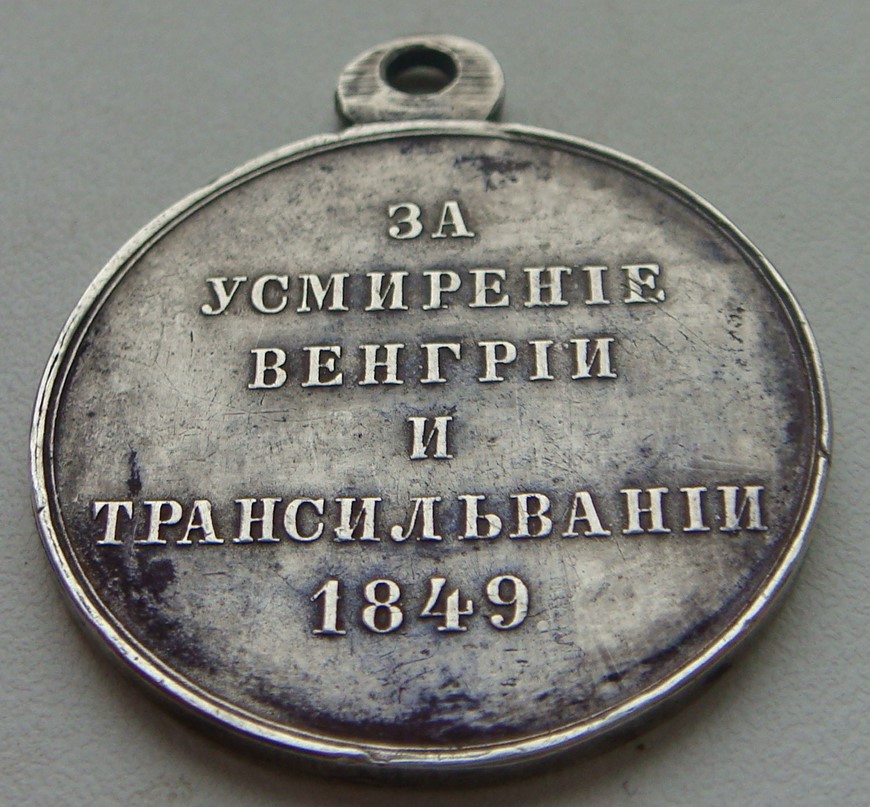 ЗА
УСМИРЕНІЕ
ВЕНГРІИ
И
ТРАНСИЛЬВАНІИ
1849